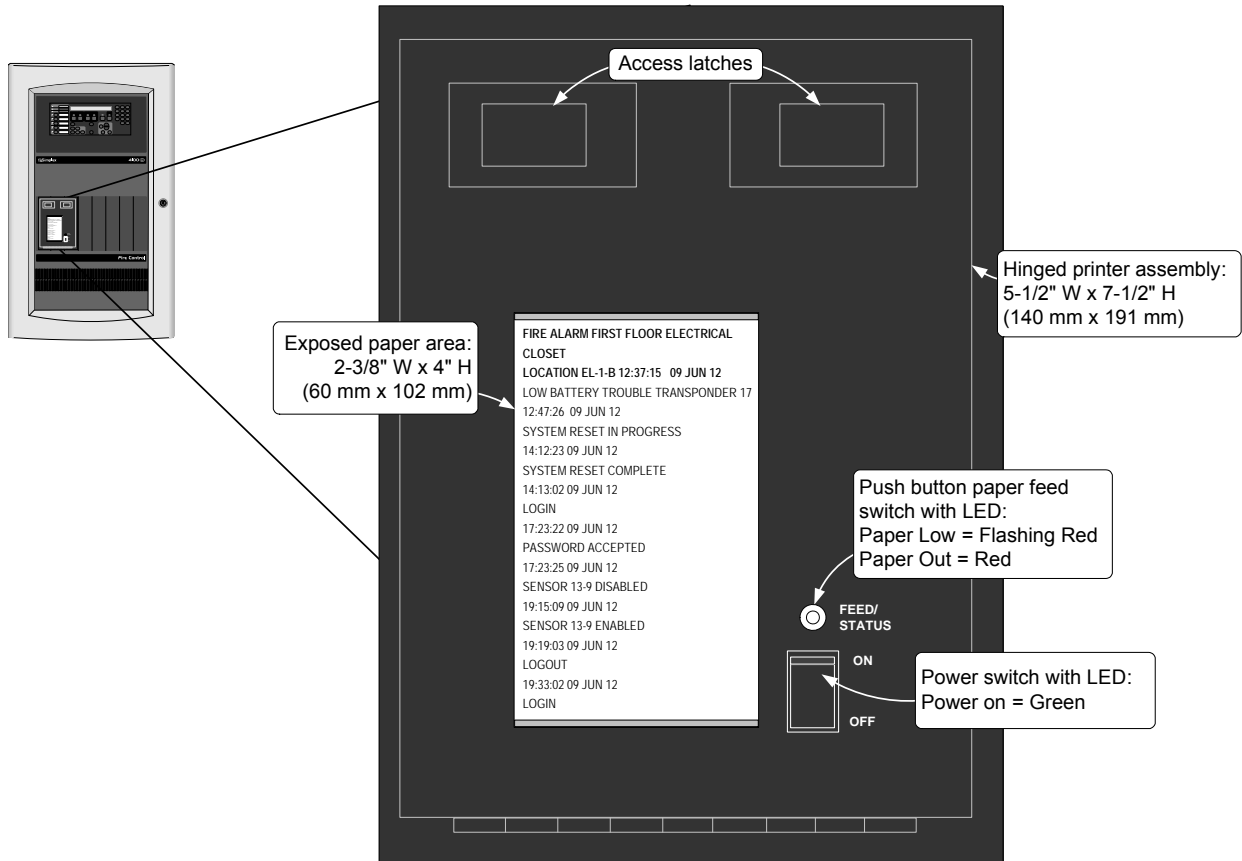 Access latches
Hinged printer assembly:
5-1/2" W x 7-1/2" H
(140 mm x 191 mm)
Exposed paper area:
2-3/8" W x 4" H
(60 mm x 102 mm)
FIRE ALARM FIRST FLOOR ELECTRICAL
CLOSET
LOCATION EL-1-B 12:37:15 09 JUN 12
LOW BATTERY TROUBLE TRANSPONDER 17
12:47:26 09 JUN 12
SYSTEM RESET IN PROGRESS
14:12:23 09 JUN 12
SYSTEM RESET COMPLETE
14:13:02 09 JUN 12
LOGIN
17:23:22 09 JUN 12
PASSWORD ACCEPTED
17:23:25 09 JUN 12
SENSOR 13-9 DISABLED
19:15:09 09 JUN 12
SENSOR 13-9 ENABLED
19:19:03 09 JUN 12
LOGOUT
19:33:02 09 JUN 12
LOGIN
Push button paper feed
switch with LED:
Paper Low = Flashing Red
Paper Out = Red
FEED/
STATUS
ON
OFF
Power switch with LED:
Power on = Green
Fire Control